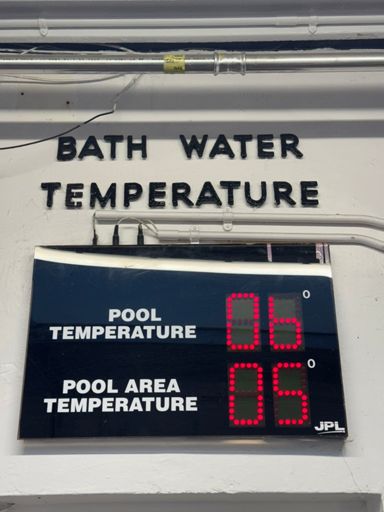 BATH WATER
TEMPERATURE
POOL
TEMPERATURE
06°
POOL AREA
TEMPERATURE
05°
JPL